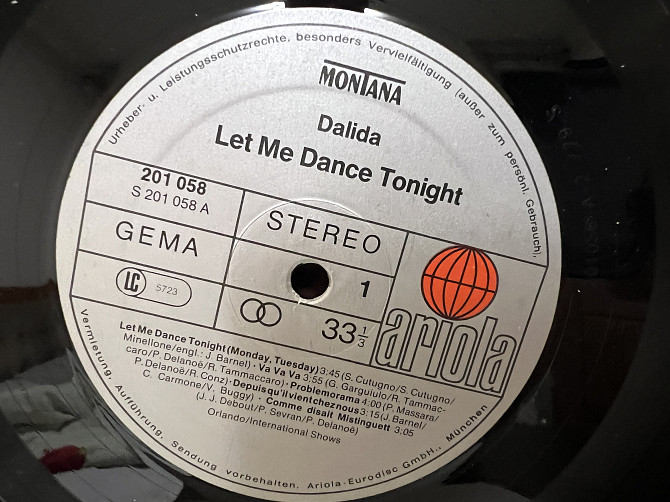 Urheber- u. Leistungsschutzrechte, besonders Vervielfältigung (außer zum persönl. Gebrauch),
MONTANA
Dalida
Let Me Dance Tonight
201 058
S 201 058 A
STEREO
GEMA
1
LC 5723
33 1/3
ariola
Let Me Dance Tonight (Monday, Tuesday) 3:45 (S. Cutugno/S. Cutugno/
Minellone/engl.: J. Barnel) · Va Va Va 3:55 (G. Garguiulo/R. Tammac-
caro/P. Delanoë/R. Tammaccaro) · Problemorama 4:00 (P. Massara/
P. Delanoë/R. Conz) · Depuis qu'il vient chez nous 3:15 (J. Barnel/
C. Carmone/V. Buggy) · Comme disait Mistinguett 3:05
(J. J. Debout/P. Sevran/P. Delanoë)
Orlando/International Shows
Vermietung, Aufführung, Sendung vorbehalten. Ariola-Eurodisc GmbH., München